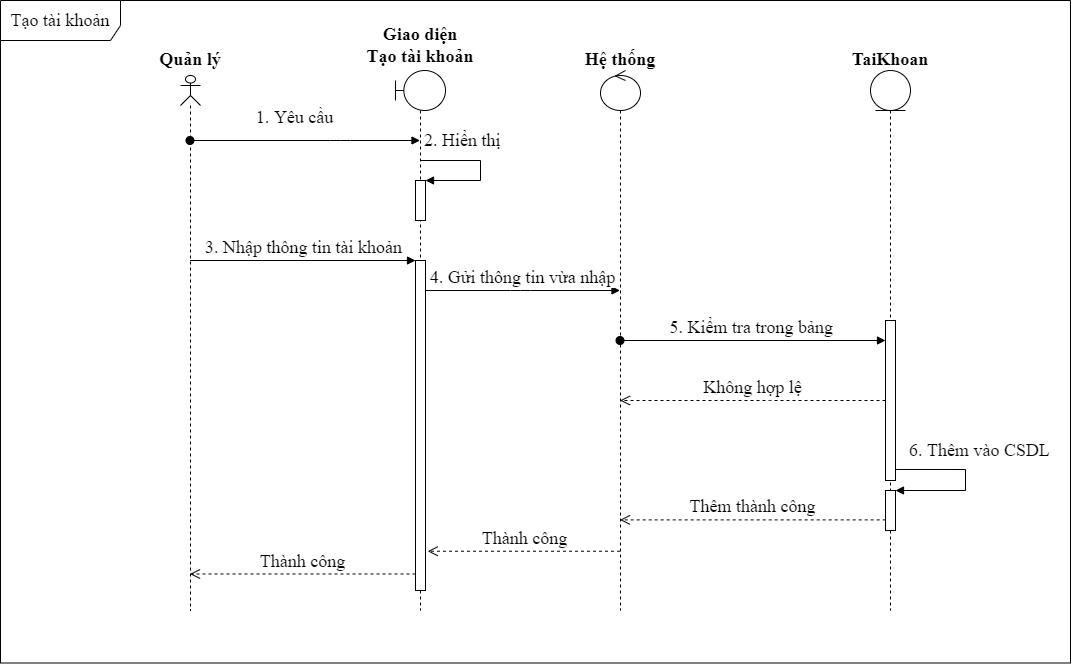 Tạo tài khoản
Quản lý
Giao diện
Tạo tài khoản
Hệ thống
TaiKhoan
1. Yêu cầu
2. Hiển thị
3. Nhập thông tin tài khoản
4. Gửi thông tin vừa nhập
5. Kiểm tra trong bảng
Không hợp lệ
6. Thêm vào CSDL
Thêm thành công
Thành công
Thành công